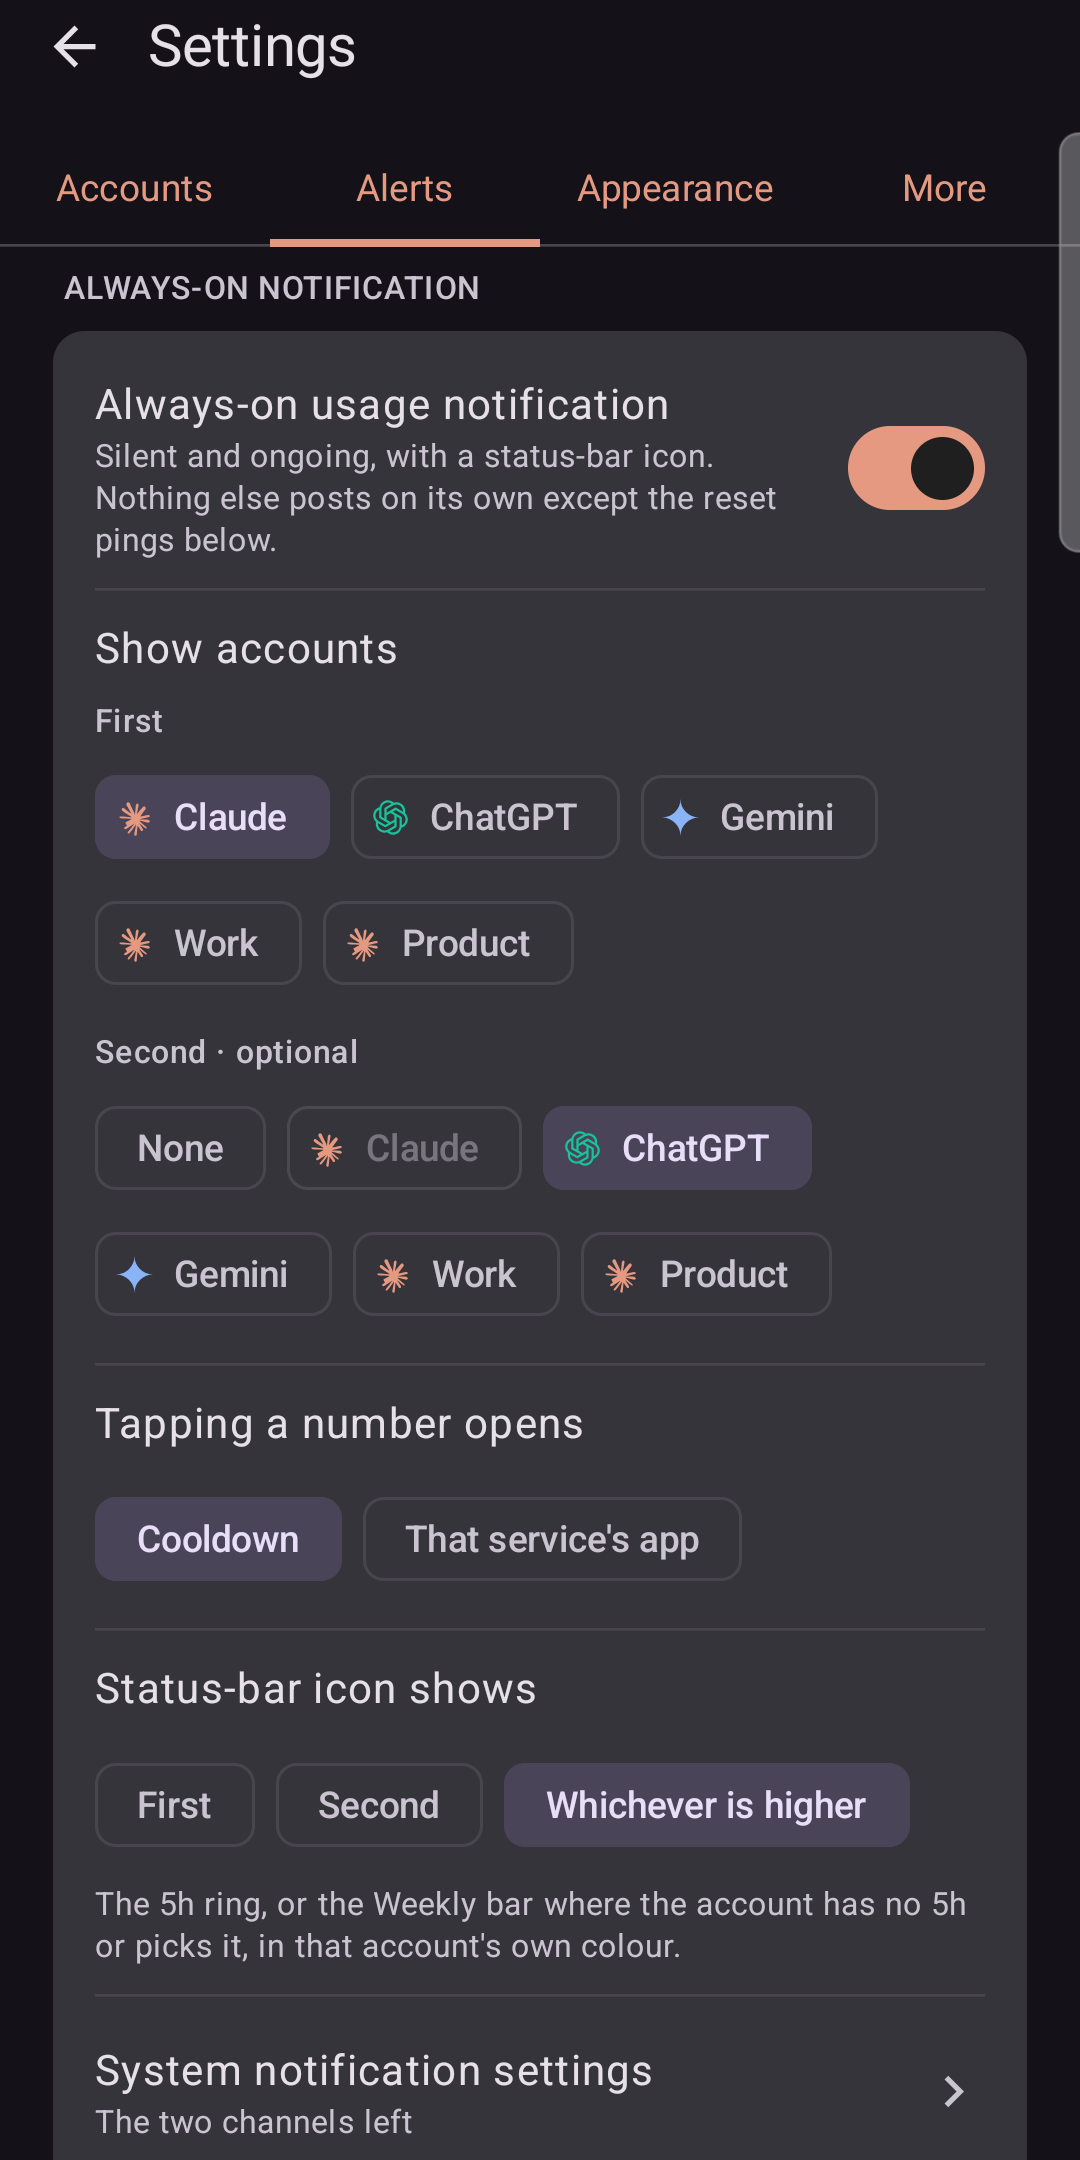 Settings
Accounts
Alerts
Appearance
More
ALWAYS-ON NOTIFICATION
Always-on usage notification
Silent and ongoing, with a status-bar icon.
Nothing else posts on its own except the reset
pings below.
Show accounts
First
Claude
ChatGPT
Gemini
Work
Product
Second · optional
None
Claude
ChatGPT
Gemini
Work
Product
Tapping a number opens
Cooldown
That service's app
Status-bar icon shows
First
Second
Whichever is higher
The 5h ring, or the Weekly bar where the account has no 5h
or picks it, in that account's own colour.
System notification settings
The two channels left